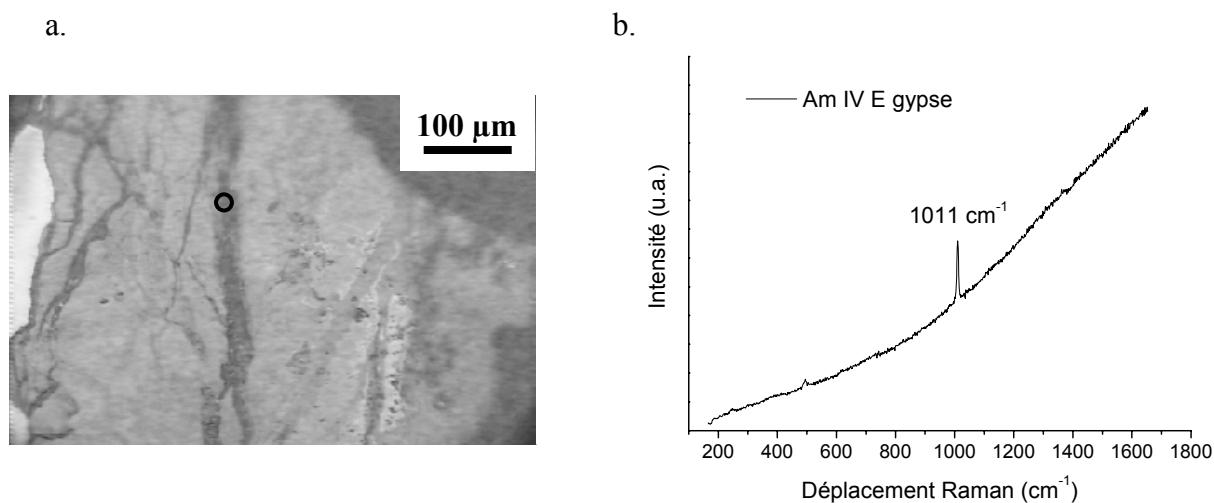 a.
b.
100 µm
Am IV E gypse
1011 cm-1
Intensité (u.a.)
200 400 600 800 1000 1200 1400 1600 1800
Déplacement Raman (cm-1)